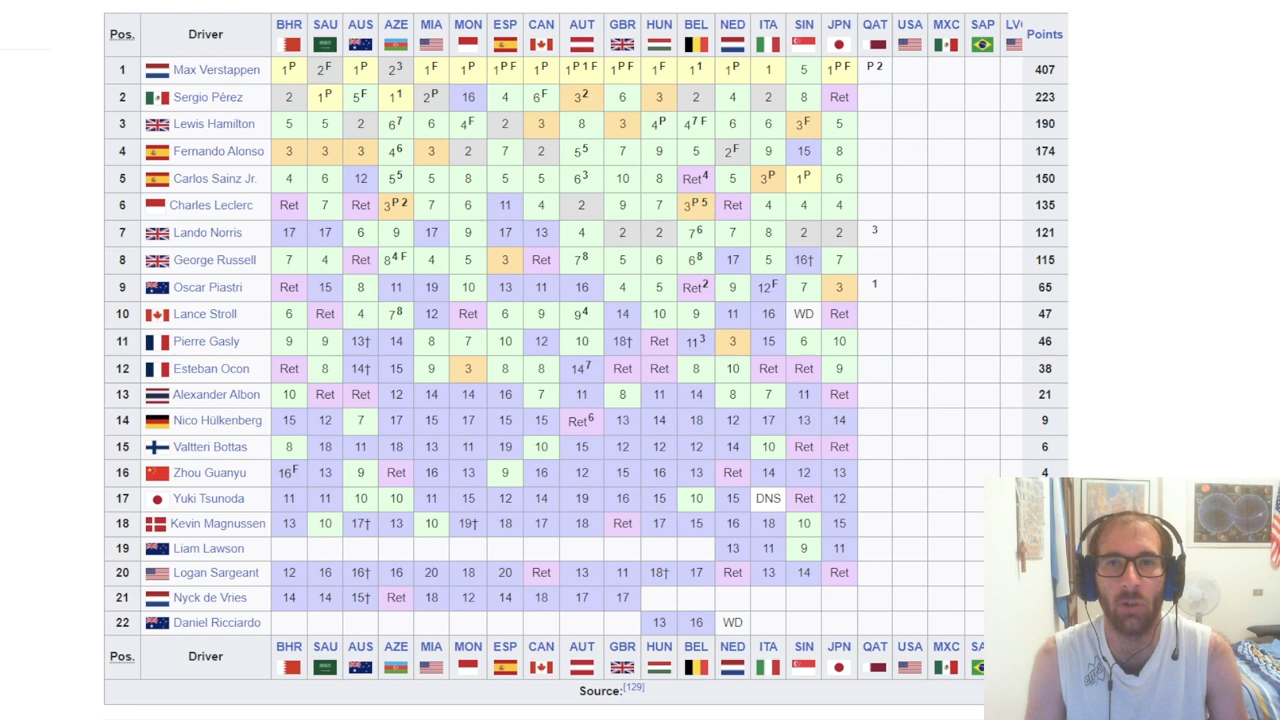 Pos. Driver BHR SAU AUS AZE MIA MON ESP CAN AUT GBR HUN BEL NED ITA SIN JPN QAT USA MXC SAP LV Points
1 Max Verstappen 1P 2F 1P 23 1F 1P 1P F 1P 1P 1 F 1P F 1F 11 1P 1 5 1P F P 2 407
2 Sergio Pérez 2 1P 5F 11 2P 16 4 6F 32 6 3 2 4 2 8 Ret 223
3 Lewis Hamilton 5 5 2 67 6 4F 2 3 8 3 4P 47 F 6 6 3F 5 190
4 Fernando Alonso 3 3 3 46 3 2 7 2 55 7 9 5 2F 9 15 8 174
5 Carlos Sainz Jr. 4 6 12 55 5 8 5 5 63 10 8 Ret4 5 3P 1P 6 150
6 Charles Leclerc Ret 7 Ret 3P 2 7 6 11 4 2 9 7 3P 5 Ret 4 4 4 135
7 Lando Norris 17 17 6 9 17 9 17 13 4 2 2 76 7 8 2 2 3 121
8 George Russell 7 4 Ret 84 F 4 5 3 Ret 78 5 6 68 17 5 16† 7 115
9 Oscar Piastri Ret 15 8 11 19 10 13 11 16 4 5 Ret2 9 12F 7 3 1 65
10 Lance Stroll 6 Ret 4 78 12 Ret 6 9 94 14 10 9 11 16 WD Ret 47
11 Pierre Gasly 9 9 13† 14 8 7 10 12 10 18† Ret 113 3 15 6 10 46
12 Esteban Ocon Ret 8 14† 15 9 3 8 8 147 Ret Ret 8 10 Ret Ret 9 38
13 Alexander Albon 10 Ret Ret 12 14 14 16 7 11 8 11 14 8 7 11 Ret 21
14 Nico Hülkenberg 15 12 7 17 15 17 15 15 Ret6 13 14 18 12 17 13 14 9
15 Valtteri Bottas 8 18 11 18 13 11 19 10 15 12 12 12 14 10 Ret Ret 6
16 Zhou Guanyu 16F 13 9 Ret 16 13 9 16 12 15 16 13 Ret 14 12 13 4
17 Yuki Tsunoda 11 11 10 10 11 15 12 14 19 16 15 10 15 DNS Ret 12
18 Kevin Magnussen 13 10 17† 13 10 19† 18 17 18 Ret 17 15 16 18 10 15
19 Liam Lawson 13 11 9 11
20 Logan Sargeant 12 16 16† 16 20 18 20 Ret 13 11 18† 17 Ret 13 14 Ret
21 Nyck de Vries 14 14 15† Ret 18 12 14 18 17 17
22 Daniel Ricciardo 13 16 WD
Pos. Driver BHR SAU AUS AZE MIA MON ESP CAN AUT GBR HUN BEL NED ITA SIN JPN QAT USA MXC SA
Source:[129]